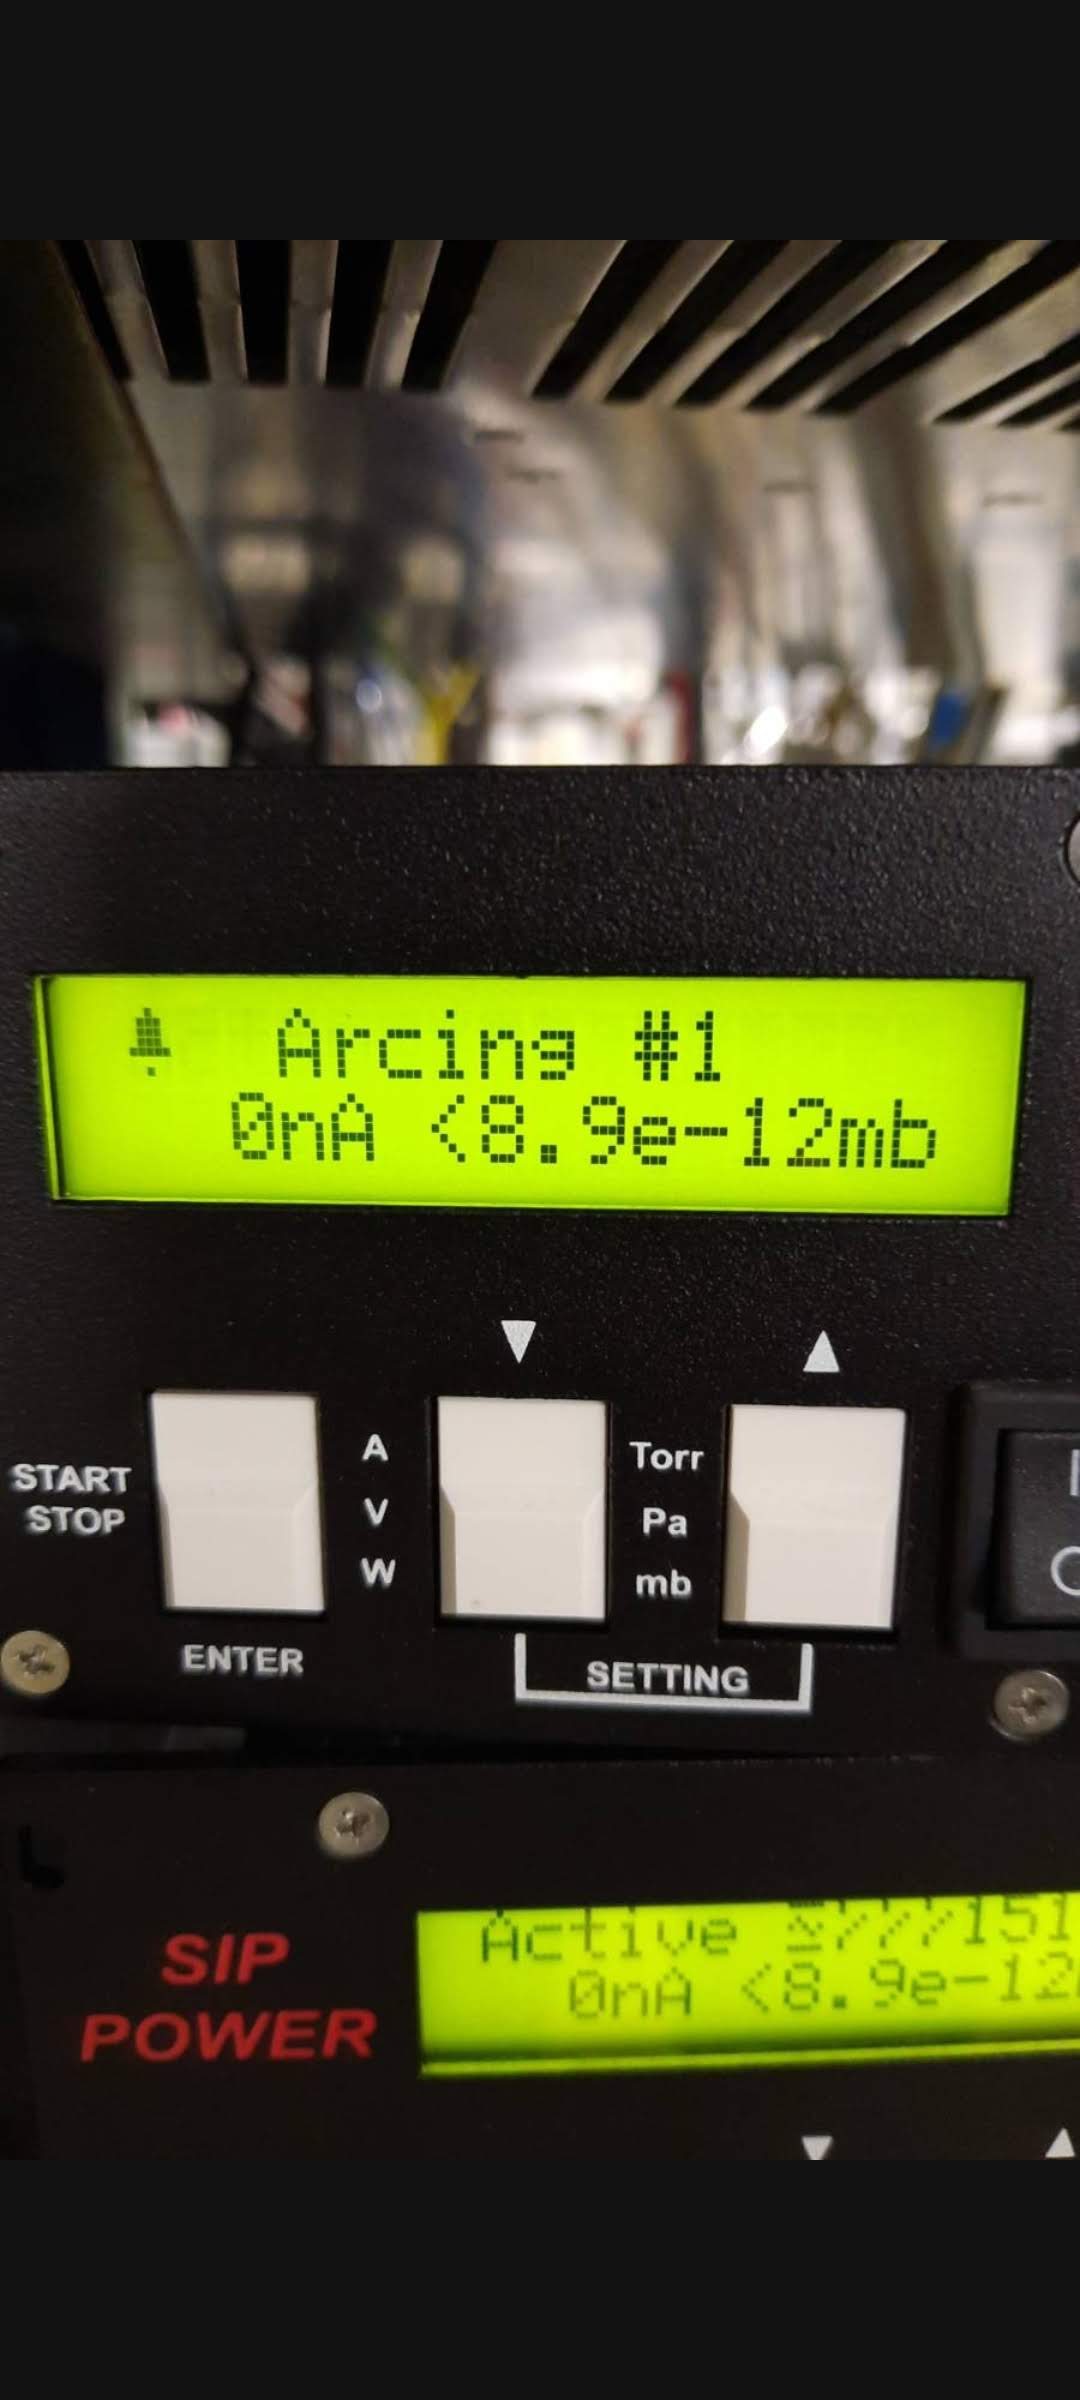 Arcing #1
0nA <8.9e-12mb
▼ ▲
START
STOP
A
V
W
Torr
Pa
mb
ENTER
SETTING
SIP
POWER
Active
0nA <8.9e-12
▼ ▲